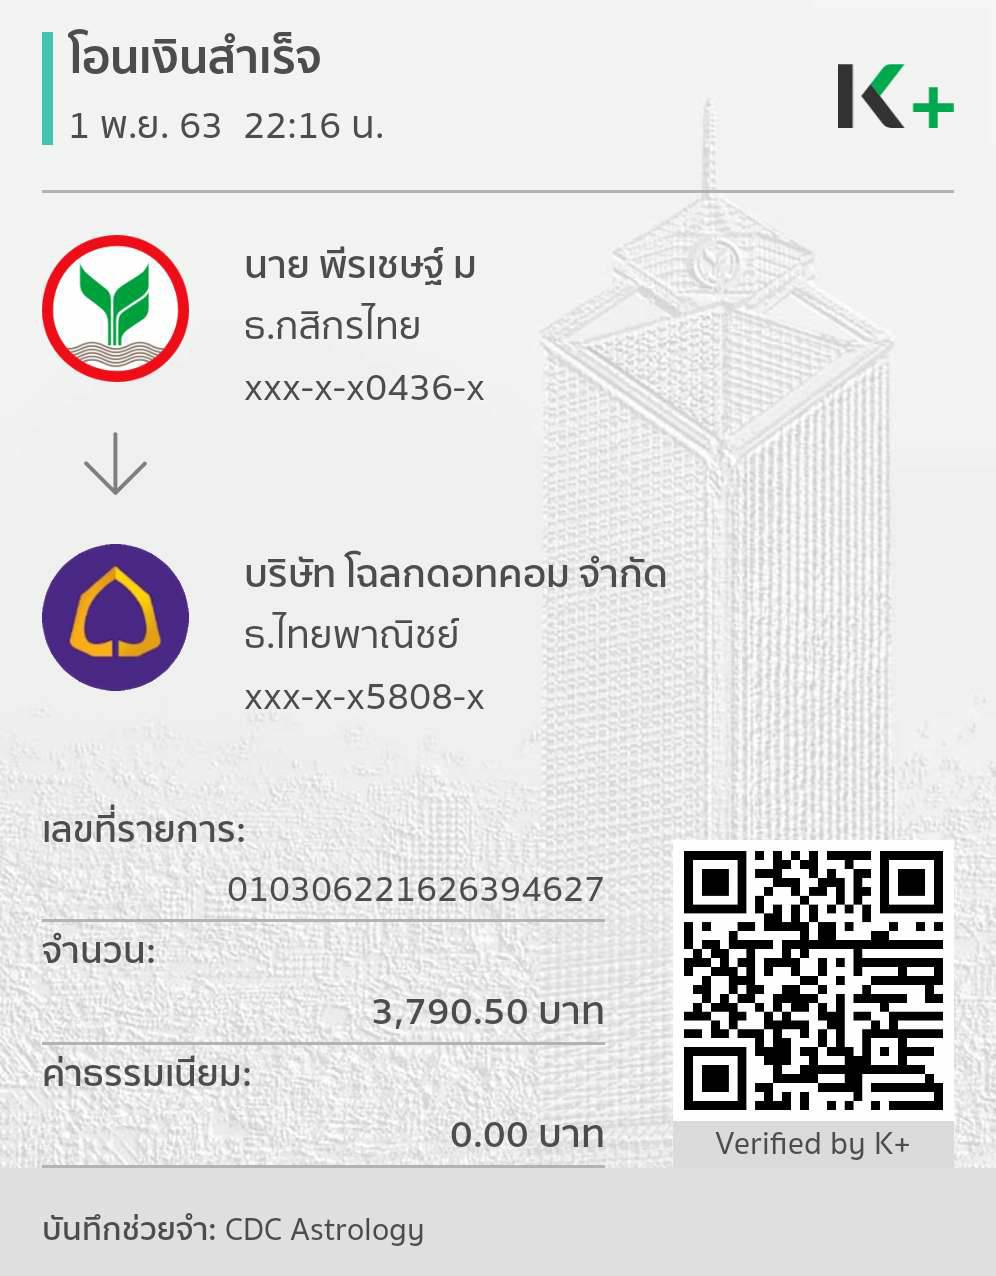 โอนเงินสำเร็จ
1 พ.ย. 63 22:16 น.
K+
นาย พีรเชษฐ์ ม
ธ.กสิกรไทย
xxx-x-x0436-x
บริษัท โฉลกดอทคอม จำกัด
ธ.ไทยพาณิชย์
xxx-x-x5808-x
เลขที่รายการ:
010306221626394627
จำนวน:
3,790.50 บาท
ค่าธรรมเนียม:
0.00 บาท
Verified by K+
บันทึกช่วยจำ: CDC Astrology